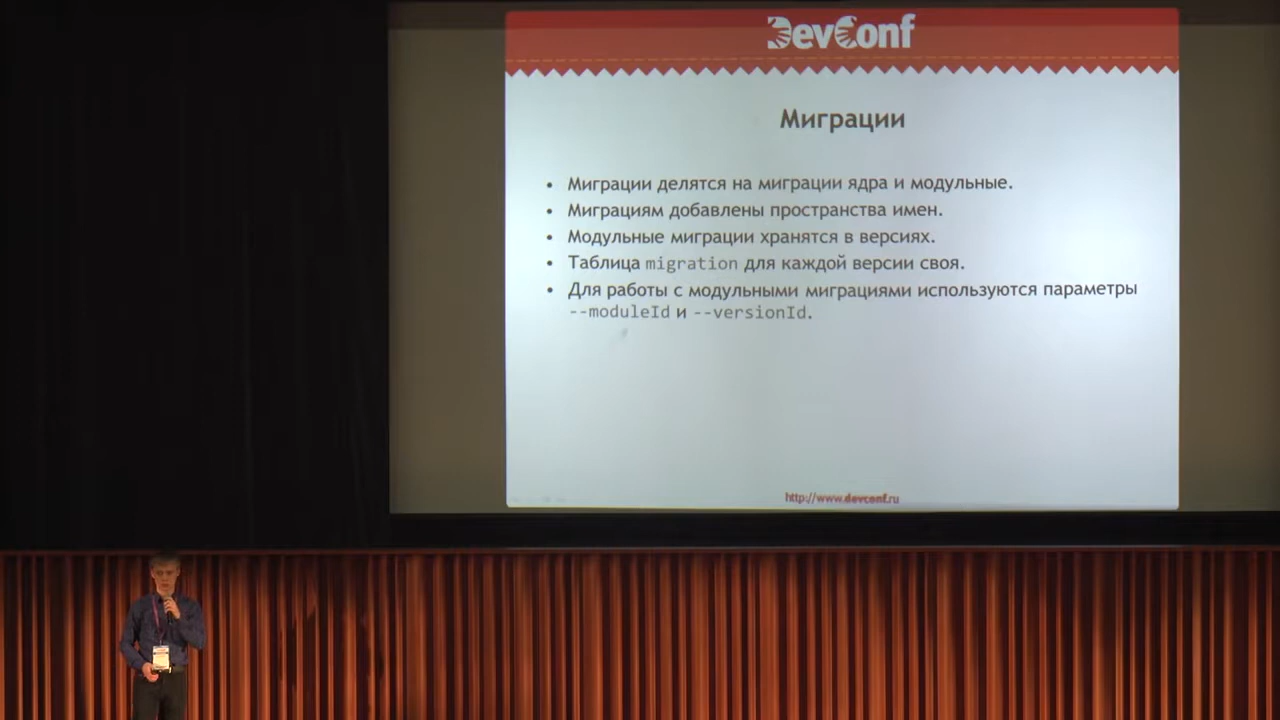 DevConf
Миграции
• Миграции делятся на миграции ядра и модульные.
• Миграциям добавлены пространства имен.
• Модульные миграции хранятся в версиях.
• Таблица migration для каждой версии своя.
• Для работы с модульными миграциями используются параметры
--moduleId и --versionId.
http://www.devconf.ru